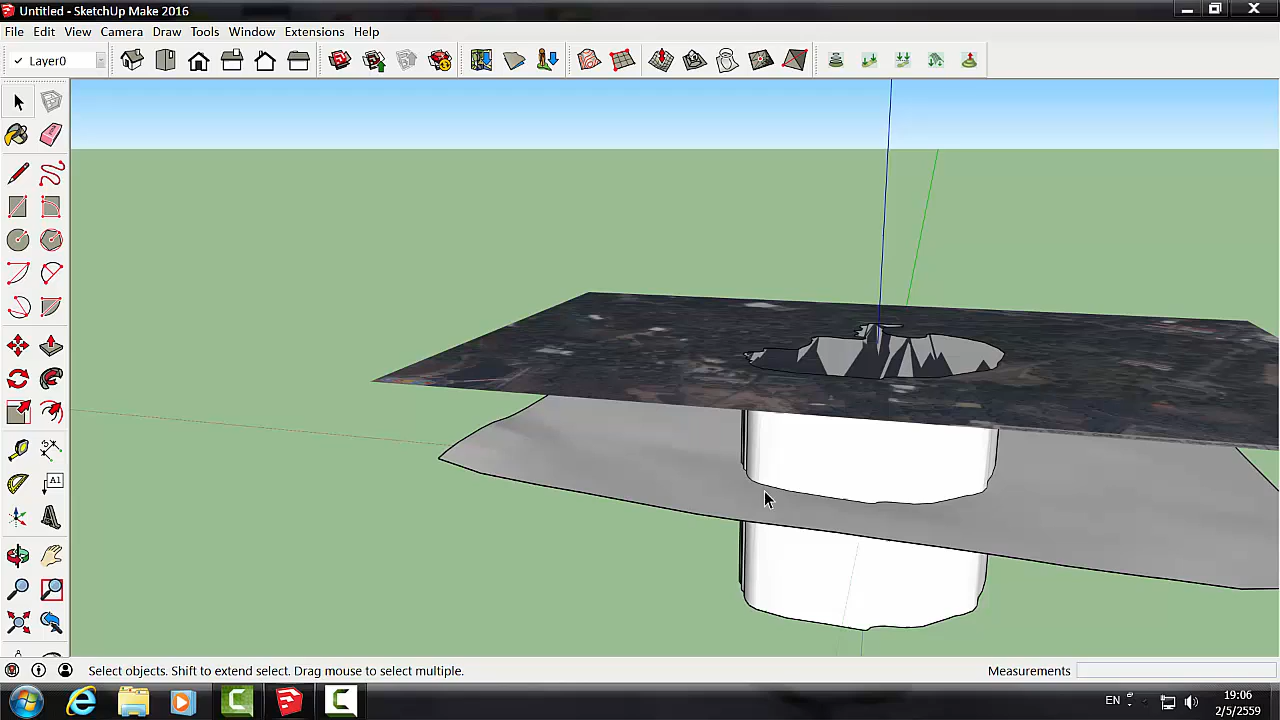 Untitled - SketchUp Make 2016
File Edit View Camera Draw Tools Window Extensions Help
✓ Layer0
A1
Select objects. Shift to extend select. Drag mouse to select multiple.
Measurements
EN
19:06
2/5/2559